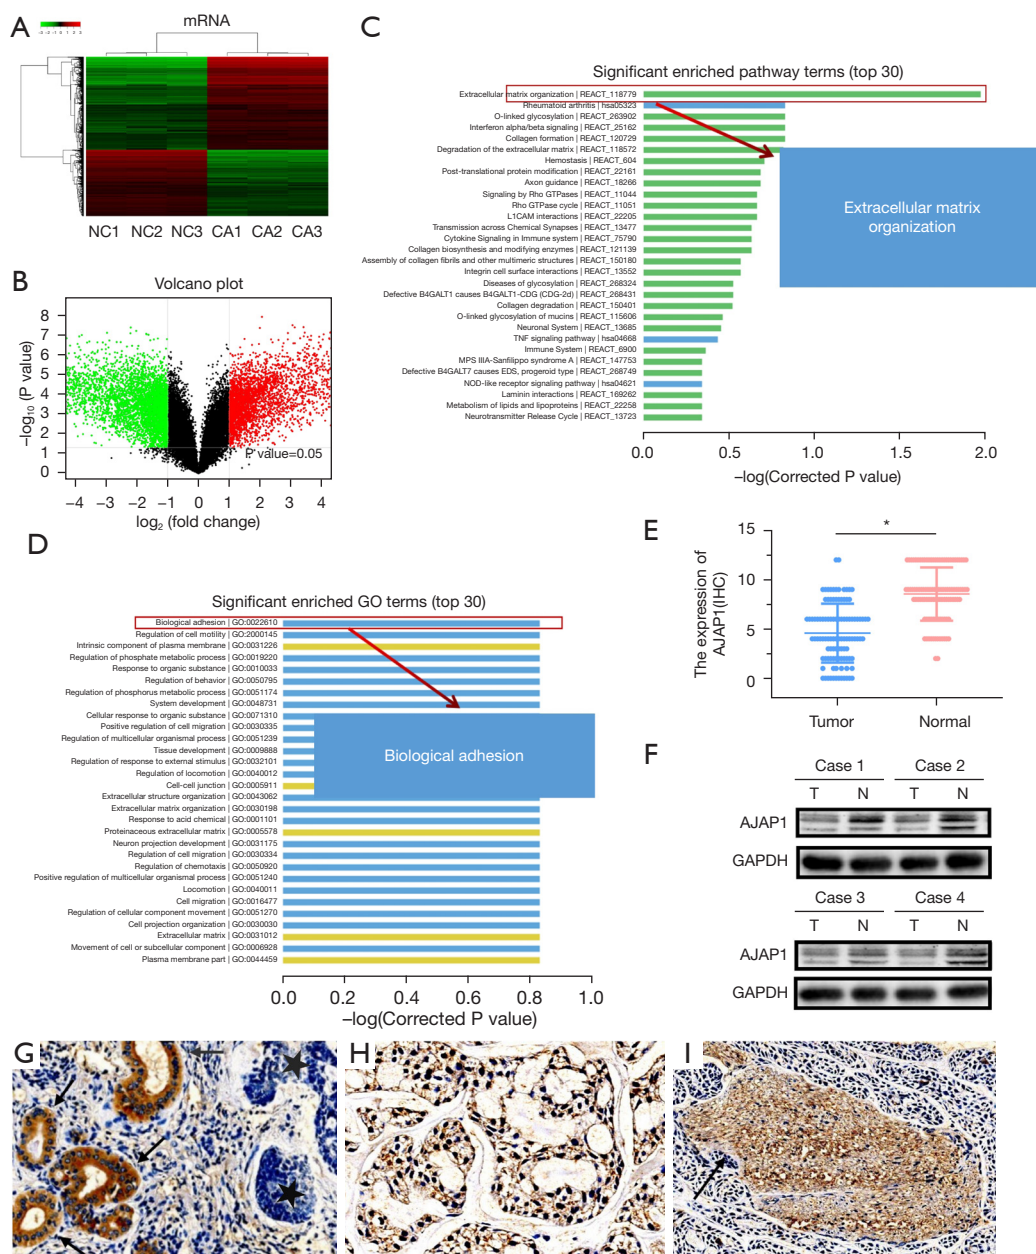 A
-3 -2 -1 0 1 2 3
mRNA
NC1 NC2 NC3 CA1 CA2 CA3
B
Volcano plot
8
7
6
5
4
3
2
1
0
–log₁₀ (P value)
P value=0.05
−4 −3 −2 −1 0 1 2 3 4
log₂ (fold change)
C
Significant enriched pathway terms (top 30)
Extracellular matrix organization | REACT_118779
Rheumatoid arthritis | hsa05323
O-linked glycosylation | REACT_263902
Interferon alpha/beta signaling | REACT_25162
Collagen formation | REACT_120729
Degradation of the extracellular matrix | REACT_118572
Hemostasis | REACT_604
Post-translational protein modification | REACT_22161
Axon guidance | REACT_18266
Signaling by Rho GTPases | REACT_11044
Rho GTPase cycle | REACT_11051
L1CAM interactions | REACT_22205
Transmission across Chemical Synapses | REACT_13477
Cytokine Signaling in Immune system | REACT_75790
Collagen biosynthesis and modifying enzymes | REACT_121139
Assembly of collagen fibrils and other multimeric structures | REACT_150180
Integrin cell surface interactions | REACT_13552
Diseases of glycosylation | REACT_268324
Defective B4GALT1 causes B4GALT1-CDG (CDG-2d) | REACT_268431
Collagen degradation | REACT_150401
O-linked glycosylation of mucins | REACT_115606
Neuronal System | REACT_13685
TNF signaling pathway | hsa04668
Immune System | REACT_6900
MPS IIIA-Sanfilippo syndrome A | REACT_147753
Defective B4GALT7 causes EDS, progeroid type | REACT_268749
NOD-like receptor signaling pathway | hsa04621
Laminin interactions | REACT_169262
Metabolism of lipids and lipoproteins | REACT_22258
Neurotransmitter Release Cycle | REACT_13723
Extracellular matrix
organization
0.0 0.5 1.0 1.5 2.0
–log(Corrected P value)
D
Significant enriched GO terms (top 30)
Biological adhesion | GO:0022610
Regulation of cell motility | GO:2000145
Intrinsic component of plasma membrane | GO:0031226
Regulation of phosphate metabolic process | GO:0019220
Response to organic substance | GO:0010033
Regulation of behavior | GO:0050795
Regulation of phosphorus metabolic process | GO:0051174
System development | GO:0048731
Cellular response to organic substance | GO:0071310
Positive regulation of cell migration | GO:0030335
Regulation of multicellular organismal process | GO:0051239
Tissue development | GO:0009888
Regulation of response to external stimulus | GO:0032101
Regulation of locomotion | GO:0040012
Cell-cell junction | GO:0005911
Extracellular structure organization | GO:0043062
Extracellular matrix organization | GO:0030198
Response to acid chemical | GO:0001101
Proteinaceous extracellular matrix | GO:0005578
Neuron projection development | GO:0031175
Regulation of cell migration | GO:0030334
Regulation of chemotaxis | GO:0050920
Positive regulation of multicellular organismal process | GO:0051240
Locomotion | GO:0040011
Cell migration | GO:0016477
Regulation of cellular component movement | GO:0051270
Cell projection organization | GO:0030030
Extracellular matrix | GO:0031012
Movement of cell or subcellular component | GO:0006928
Plasma membrane part | GO:0044459
Biological adhesion
0.0 0.2 0.4 0.6 0.8 1.0
–log(Corrected P value)
E
The expression of
AJAP1(IHC)
15
10
5
0
*
Tumor Normal
F
Case 1 Case 2
T N T N
AJAP1
GAPDH
Case 3 Case 4
T N T N
AJAP1
GAPDH
G
H
I